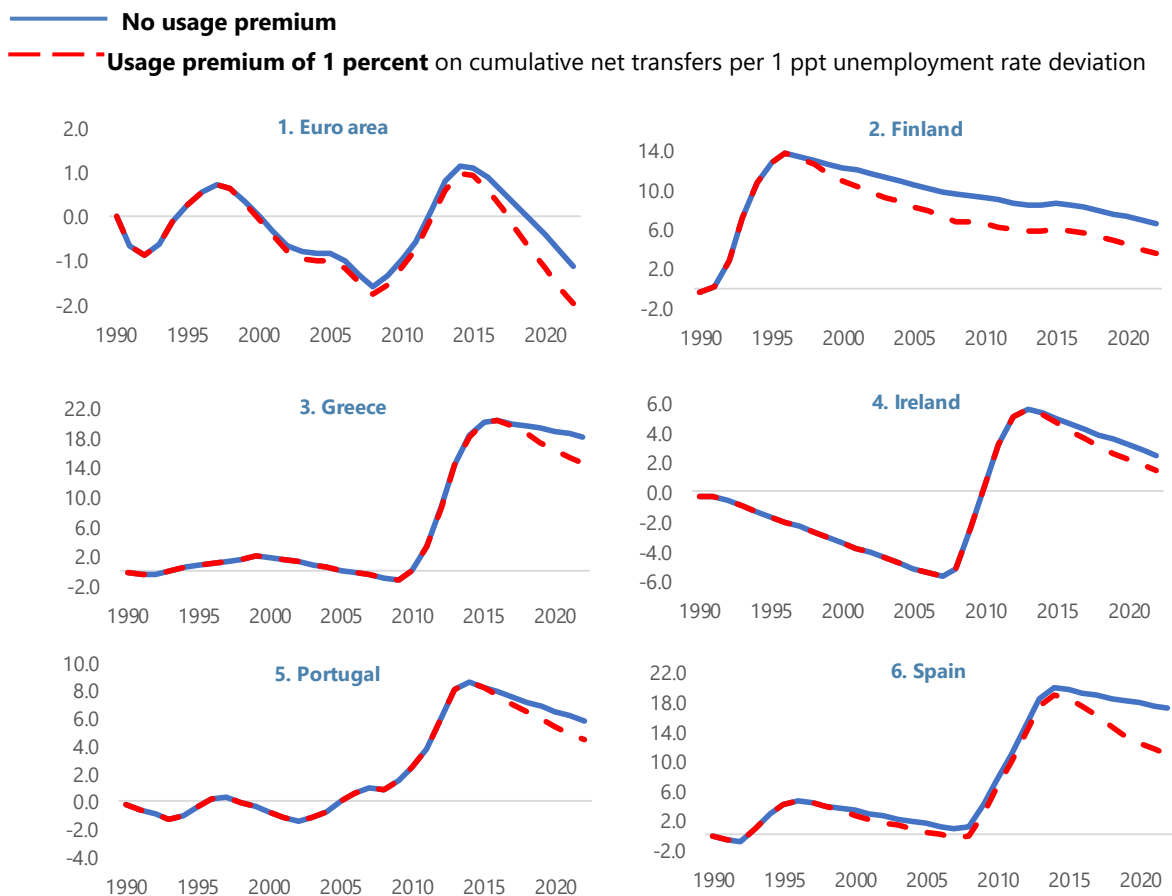 No usage premium
Usage premium of 1 percent on cumulative net transfers per 1 ppt unemployment rate deviation
1. Euro area
2.0
1.0
0.0
-1.0
-2.0
1990 1995 2000 2005 2010 2015 2020
2. Finland
14.0
10.0
6.0
2.0
-2.0
1990 1995 2000 2005 2010 2015 2020
3. Greece
22.0
18.0
14.0
10.0
6.0
2.0
-2.0
1990 1995 2000 2005 2010 2015 2020
4. Ireland
6.0
4.0
2.0
0.0
-2.0
-4.0
-6.0
1990 1995 2000 2005 2010 2015 2020
5. Portugal
10.0
8.0
6.0
4.0
2.0
0.0
-2.0
-4.0
1990 1995 2000 2005 2010 2015 2020
6. Spain
22.0
18.0
14.0
10.0
6.0
2.0
-2.0
1990 1995 2000 2005 2010 2015 2020